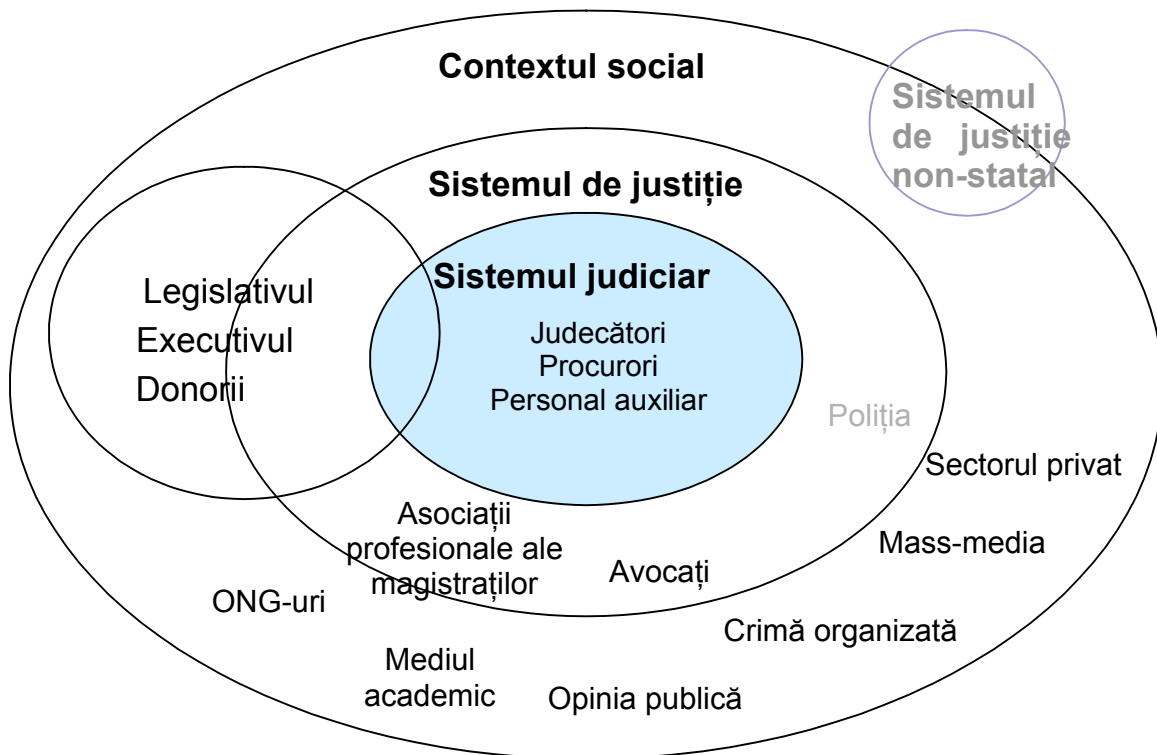 Contextul social
Sistemul
de justiție
non-statal
Sistemul de justiție
Sistemul judiciar
Legislativul
Executivul
Donorii
Judecători
Procurori
Personal auxiliar
Poliția
Sectorul privat
Asociații
profesionale ale
magistraților
Avocați
Mass-media
ONG-uri
Crimă organizată
Mediul
academic
Opinia publică